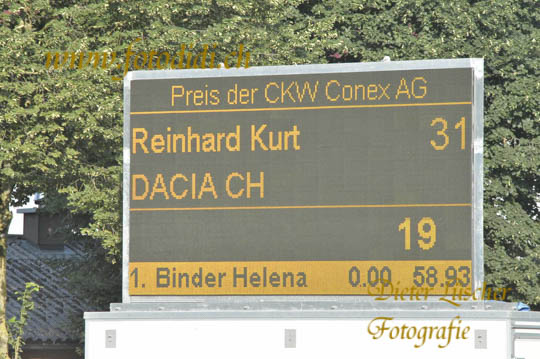 www.fotodidi.ch
Preis der CKW Conex AG
Reinhard Kurt 31
DACIA CH
19
1. Binder Helena 0.00 58.93
Dieter Lüscher
Fotografie